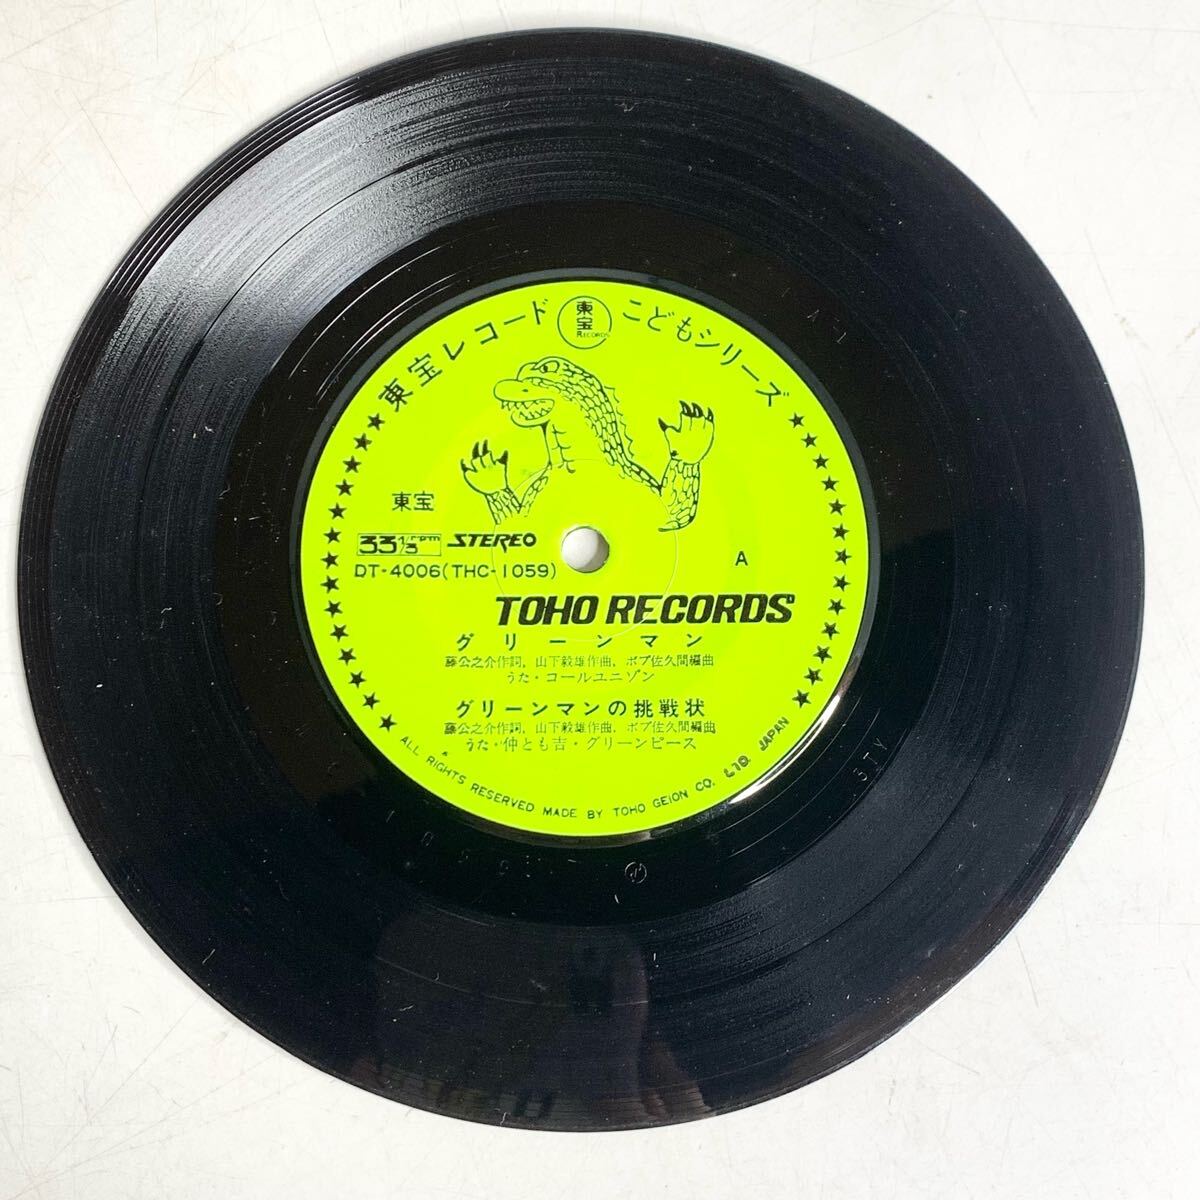 東宝レコード 東宝 RECORDS こどもシリーズ
東宝
33 1/3 rpm STEREO
DT-4006(THC-1059)
A
TOHO RECORDS
グリーンマン
藤公之介作詞、山下毅雄作曲、ボブ佐久間編曲
うた・コールユニゾン
グリーンマンの挑戦状
藤公之介作詞、山下毅雄作曲、ボブ佐久間編曲
うた・仲とも吉・グリーンピース
ALL RIGHTS RESERVED MADE BY TOHO GEION CO. LTD. JAPAN